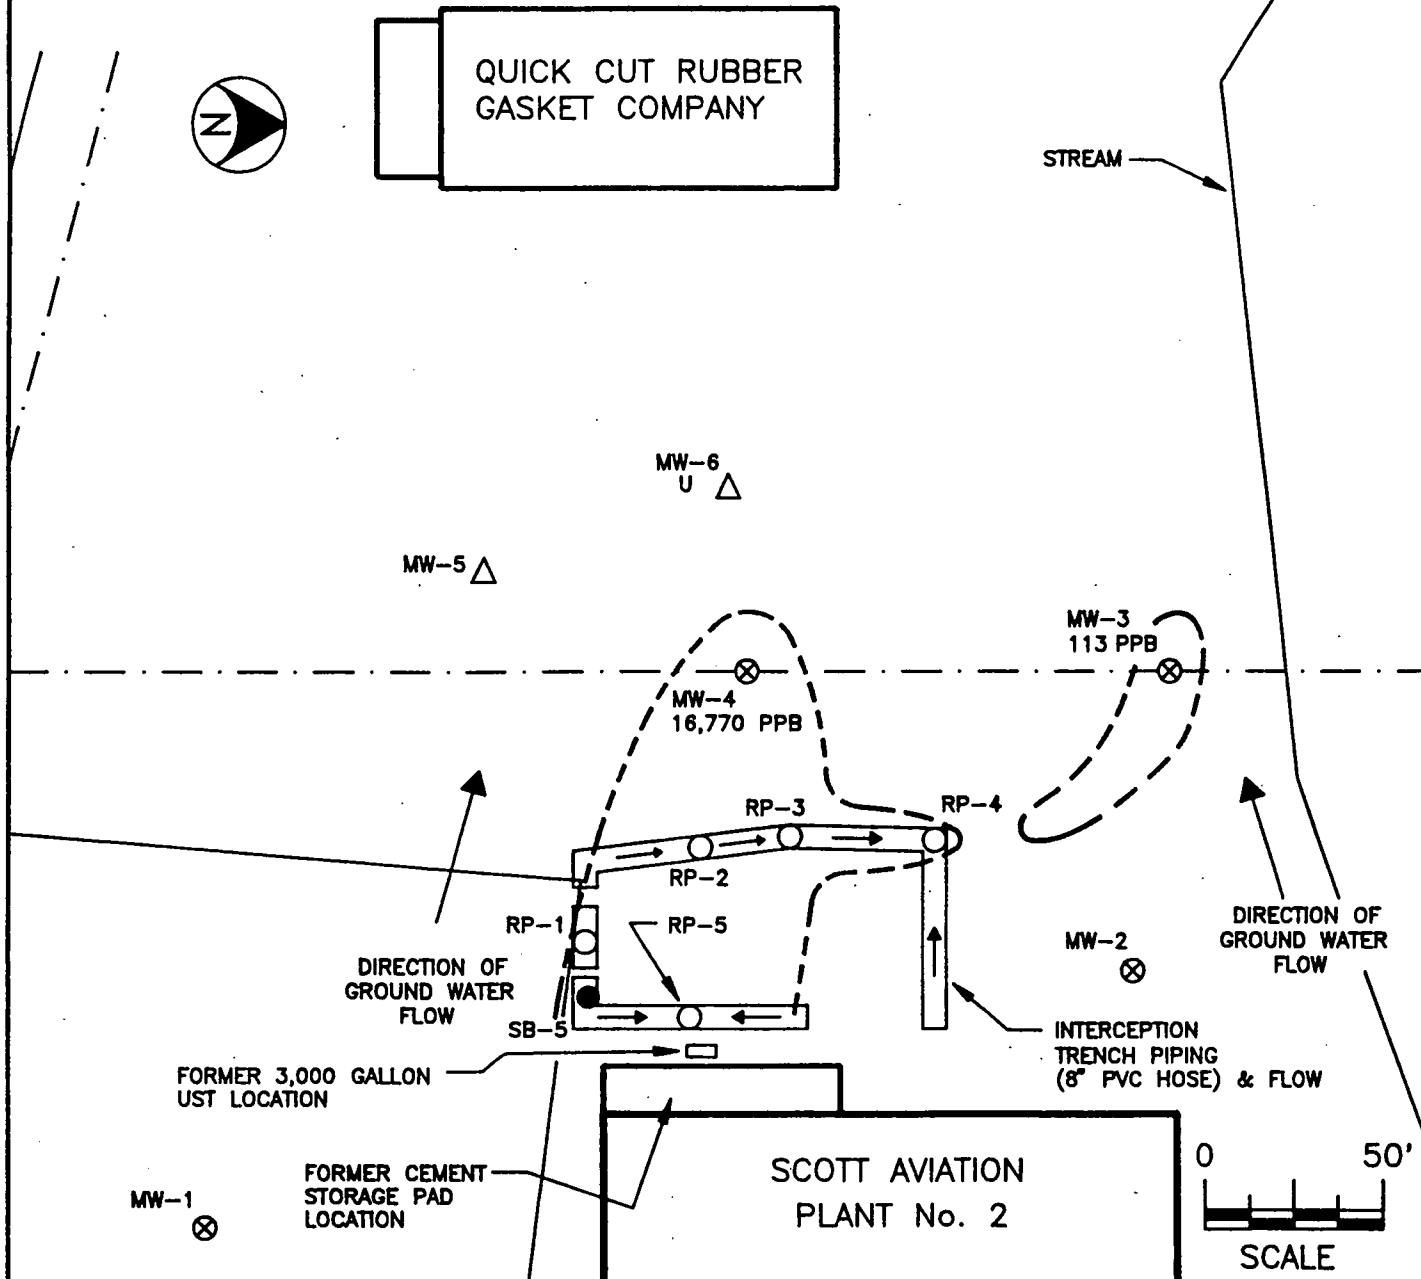 QUICK CUT RUBBER
GASKET COMPANY
N
STREAM
MW-6
U
MW-5
MW-3
113 PPB
MW-4
16,770 PPB
RP-3
RP-4
RP-2
RP-1
RP-5
MW-2
DIRECTION OF
GROUND WATER
FLOW
DIRECTION OF
GROUND WATER
FLOW
SB-5
INTERCEPTION
TRENCH PIPING
(8" PVC HOSE) & FLOW
FORMER 3,000 GALLON
UST LOCATION
FORMER CEMENT
STORAGE PAD
LOCATION
MW-1
SCOTT AVIATION
PLANT No. 2
0 50'
SCALE